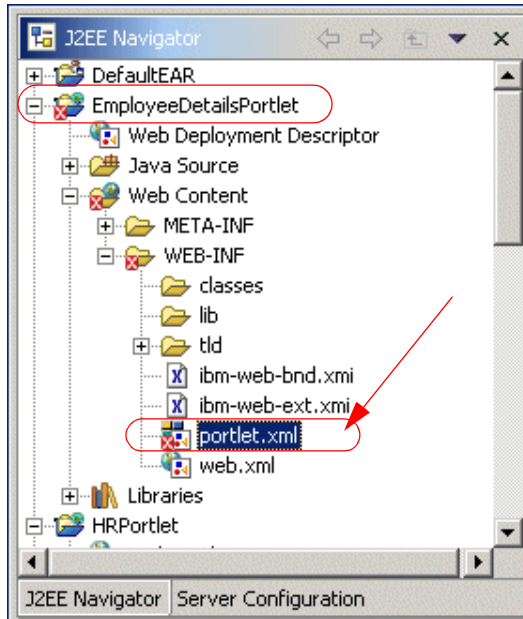 J2EE Navigator
DefaultEAR
EmployeeDetailsPortlet
Web Deployment Descriptor
Java Source
Web Content
META-INF
WEB-INF
classes
lib
tld
ibm-web-bnd.xmi
ibm-web-ext.xmi
portlet.xml
web.xml
Libraries
HRPortlet
J2EE Navigator Server Configuration